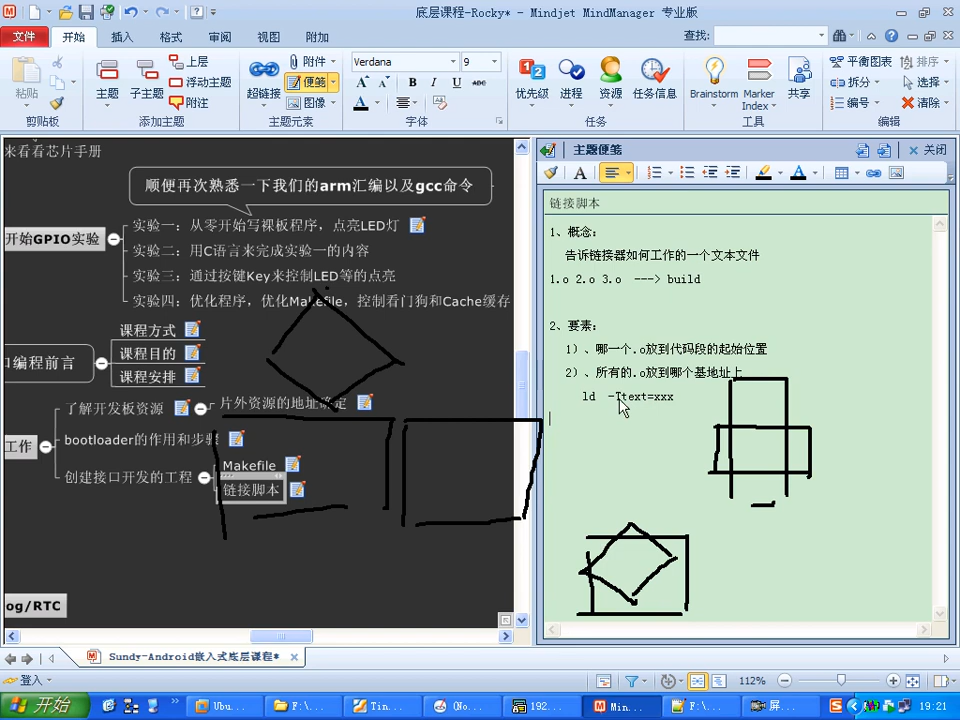 底层课程-Rocky* - Mindjet MindManager 专业版
文件 开始 插入 格式 审阅 视图 附加 查找:
粘贴 剪贴板
主题 子主题 上层 浮动主题 附注 添加主题
超链接 附件 便笺 图像 主题元素
Verdana 9
B I U ABC
字体
优先级 进程 资源 任务信息 任务
Brainstorm Marker Index 共享 工具
平衡图表 排序 拆分 选择 编号 清除 编辑
来看看芯片手册
顺便再次熟悉一下我们的arm汇编以及gcc命令
开始GPIO实验
实验一：从零开始写裸板程序，点亮LED灯
实验二：用C语言来完成实验一的内容
实验三：通过按键Key来控制LED等的点亮
实验四：优化程序，优化Makefile，控制看门狗和Cache缓存
口编程前言
课程方式
课程目的
课程安排
工作
了解开发板资源
片外资源的地址确定
bootloader的作用和步骤
创建接口开发的工程
Makefile
链接脚本
og/RTC
主题便笺 关闭
链接脚本
1、概念：
告诉链接器如何工作的一个文本文件
1.o 2.o 3.o ---> build
2、要素：
1）、哪一个.o放到代码段的起始位置
2）、所有的.o放到哪个基地址上
ld -Ttext=xxx
Sundy-Android嵌入式底层课程*
登入 112%
开始 Ubu... F:\... Tin... (No... 192... Min... F:\... 屏... 19:21